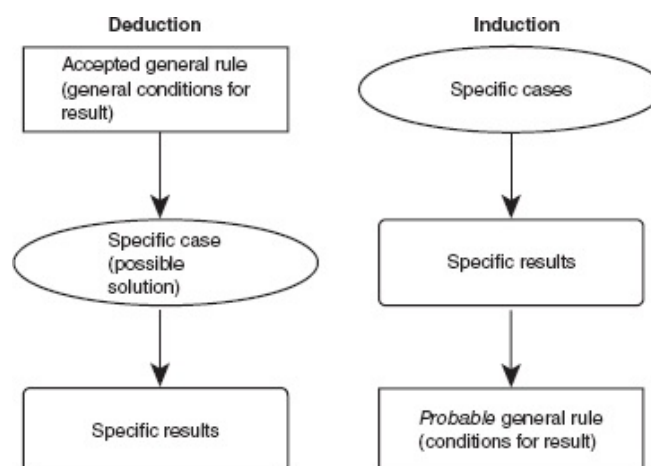 Deduction
Accepted general rule
(general conditions for
result)
Specific case
(possible
solution)
Specific results
Induction
Specific cases
Specific results
Probable general rule
(conditions for result)